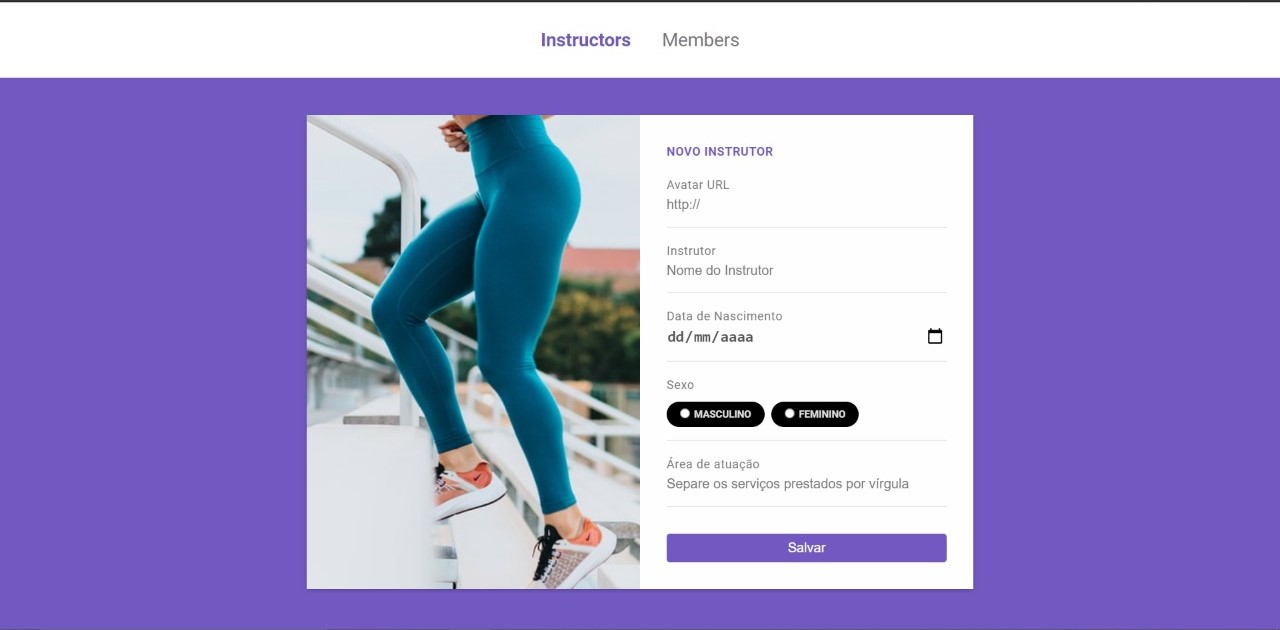 Instructors Members
NOVO INSTRUTOR
Avatar URL
http://
Instrutor
Nome do Instrutor
Data de Nascimento
dd/mm/aaaa
Sexo
MASCULINO FEMININO
Área de atuação
Separe os serviços prestados por vírgula
Salvar